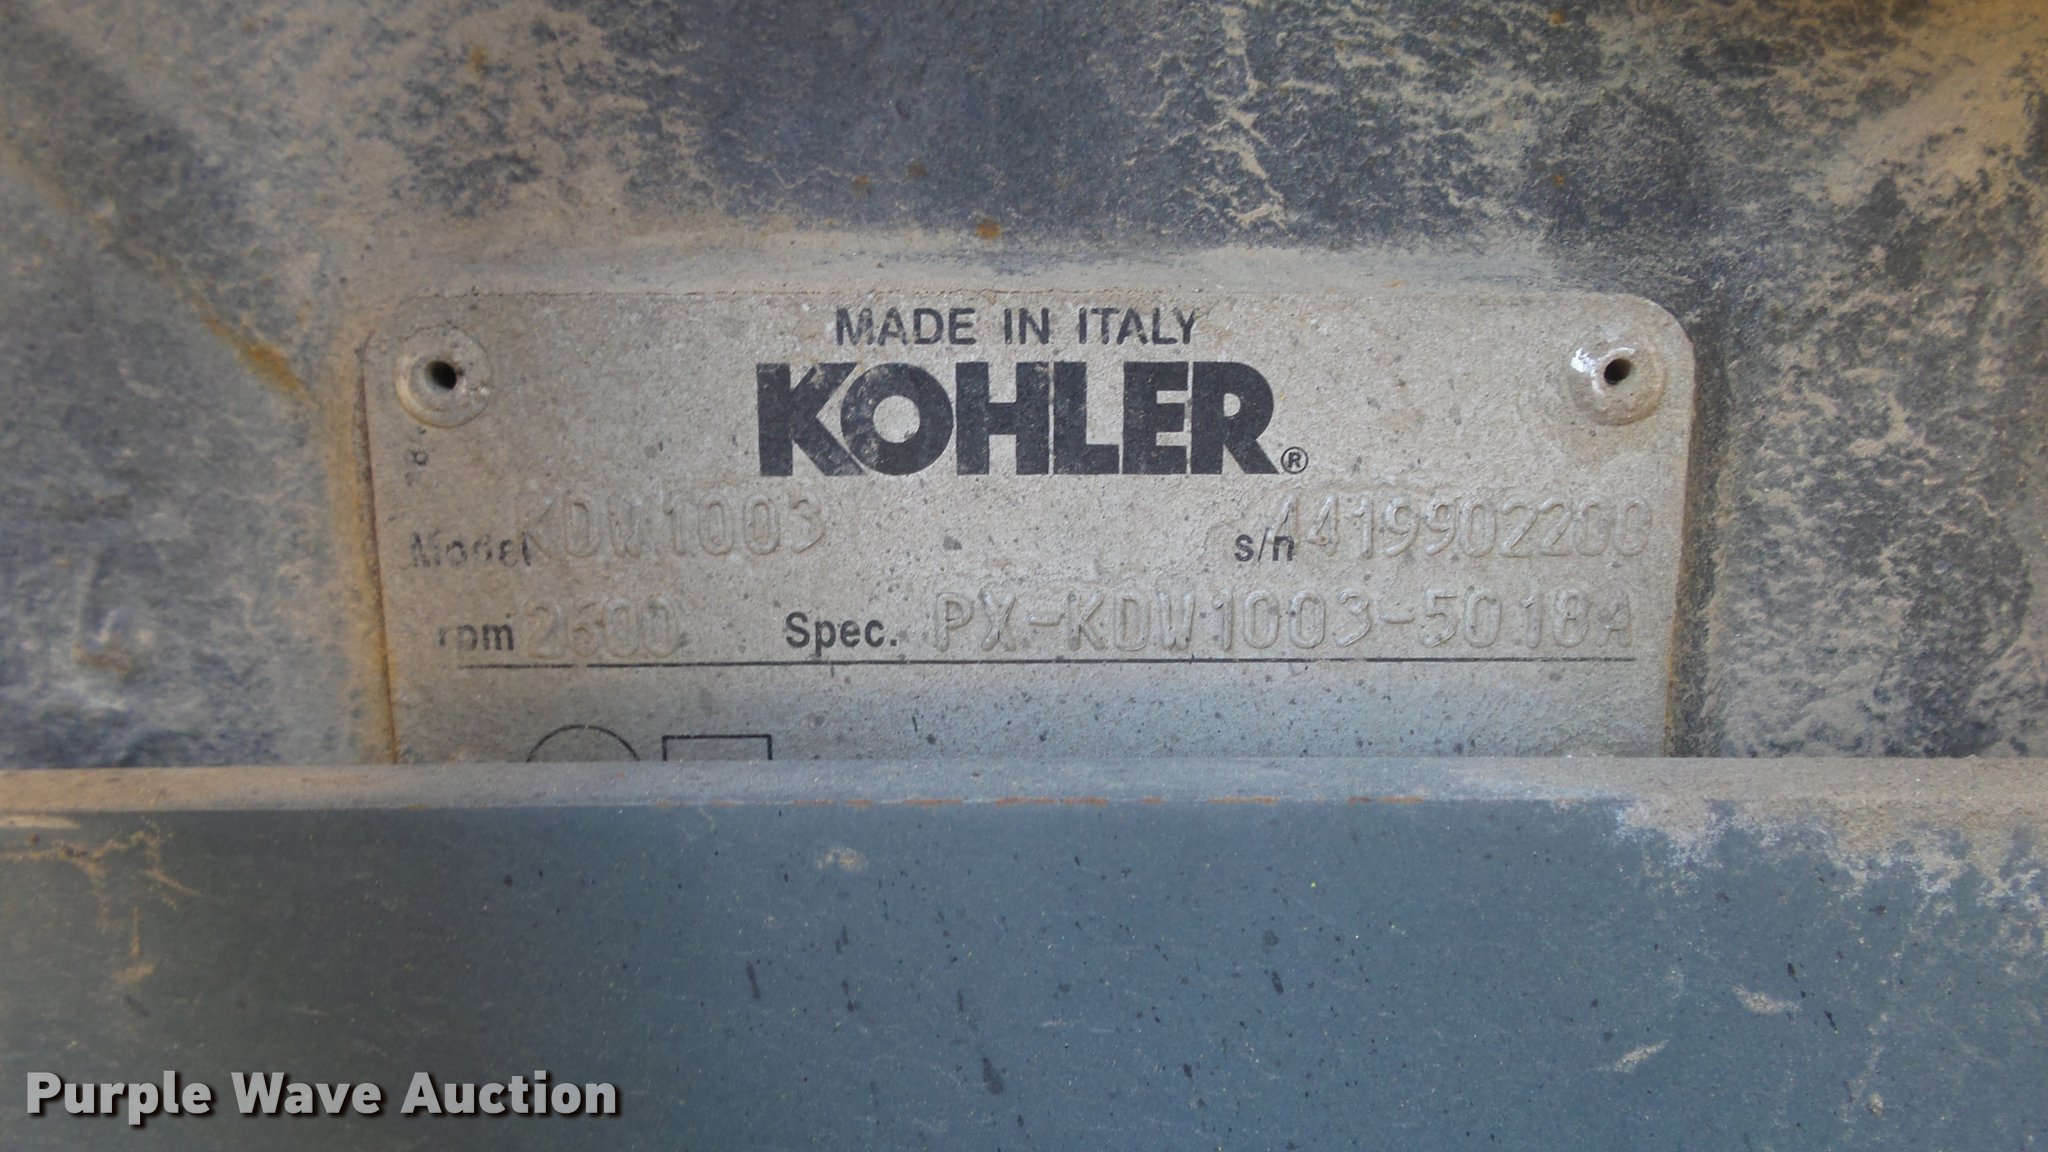 MADE IN ITALY
KOHLER®
Model KDW1003 s/n 4419902200
rpm 2600 Spec. PX-KDW1003-5018A
Purple Wave Auction